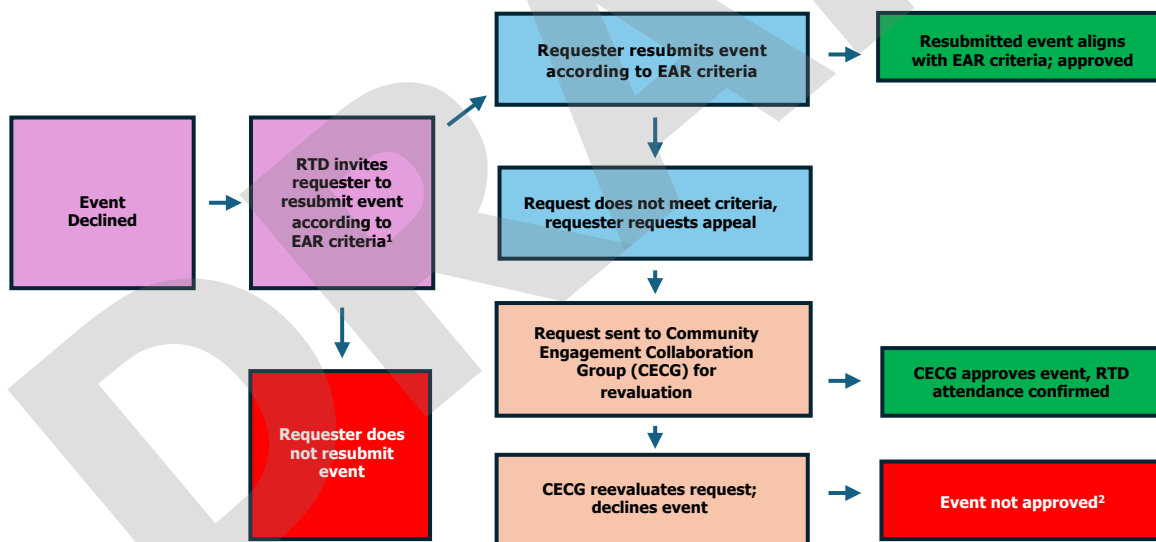 Requester resubmits event
according to EAR criteria
Resubmitted event aligns
with EAR criteria; approved
Event
Declined
RTD invites
requester to
resubmit event
according to
EAR criteria¹
Request does not meet criteria,
requester requests appeal
Request sent to Community
Engagement Collaboration
Group (CECG) for
revaluation
CECG approves event, RTD
attendance confirmed
Requester does
not resubmit
event
CECG reevaluates request;
declines event
Event not approved²
DRA